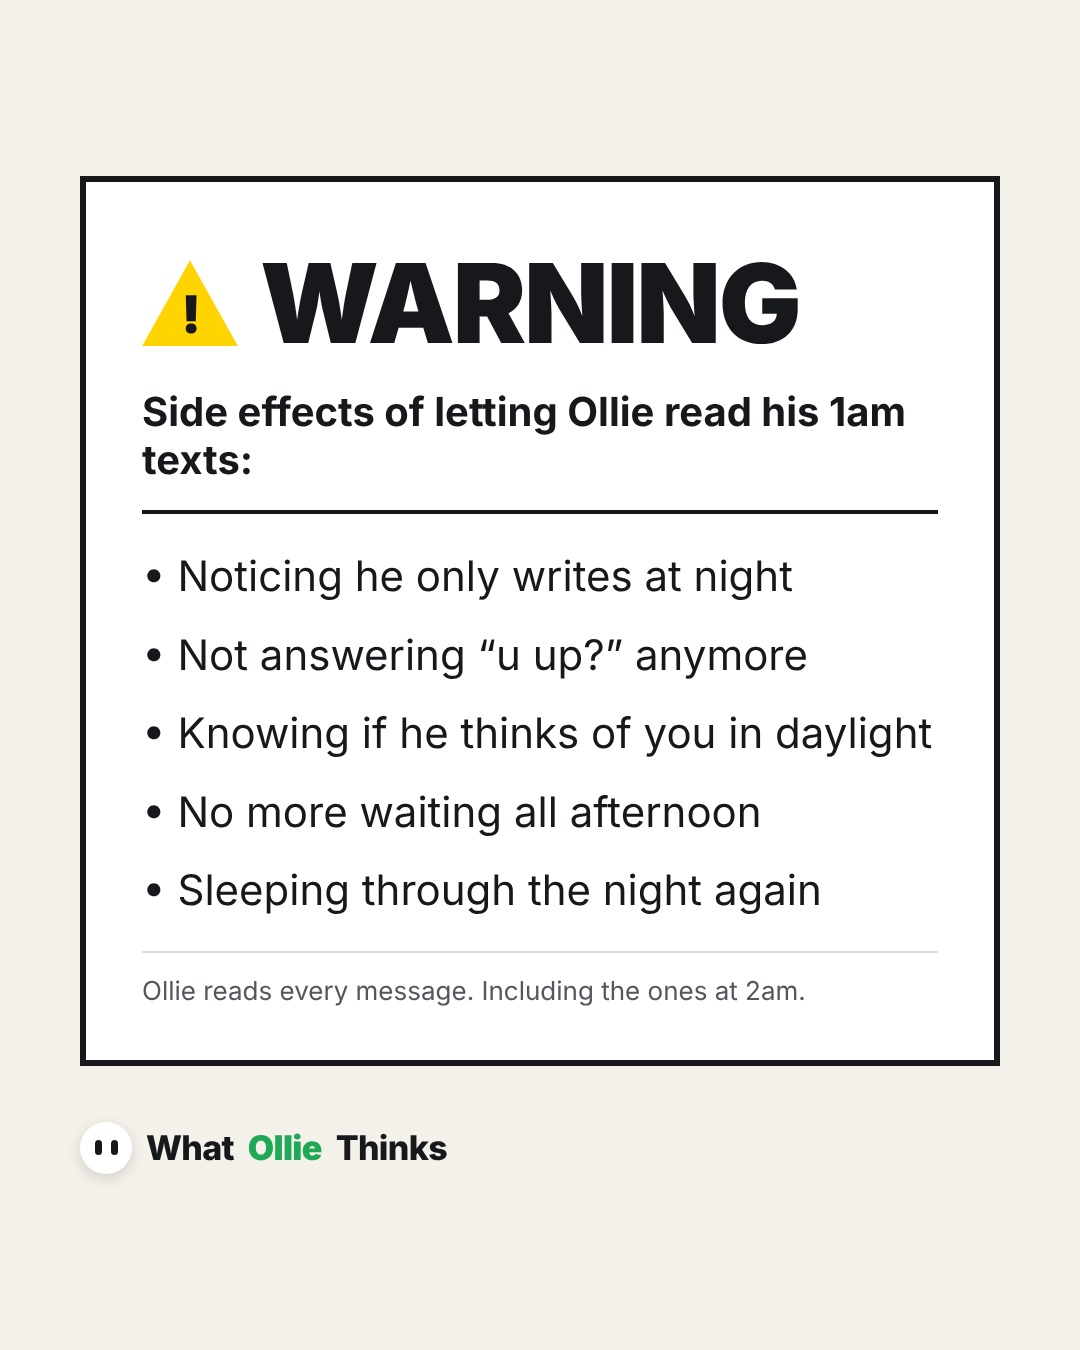 ! WARNING
Side effects of letting Ollie read his 1am
texts:
• Noticing he only writes at night
• Not answering “u up?” anymore
• Knowing if he thinks of you in daylight
• No more waiting all afternoon
• Sleeping through the night again
Ollie reads every message. Including the ones at 2am.
What Ollie Thinks